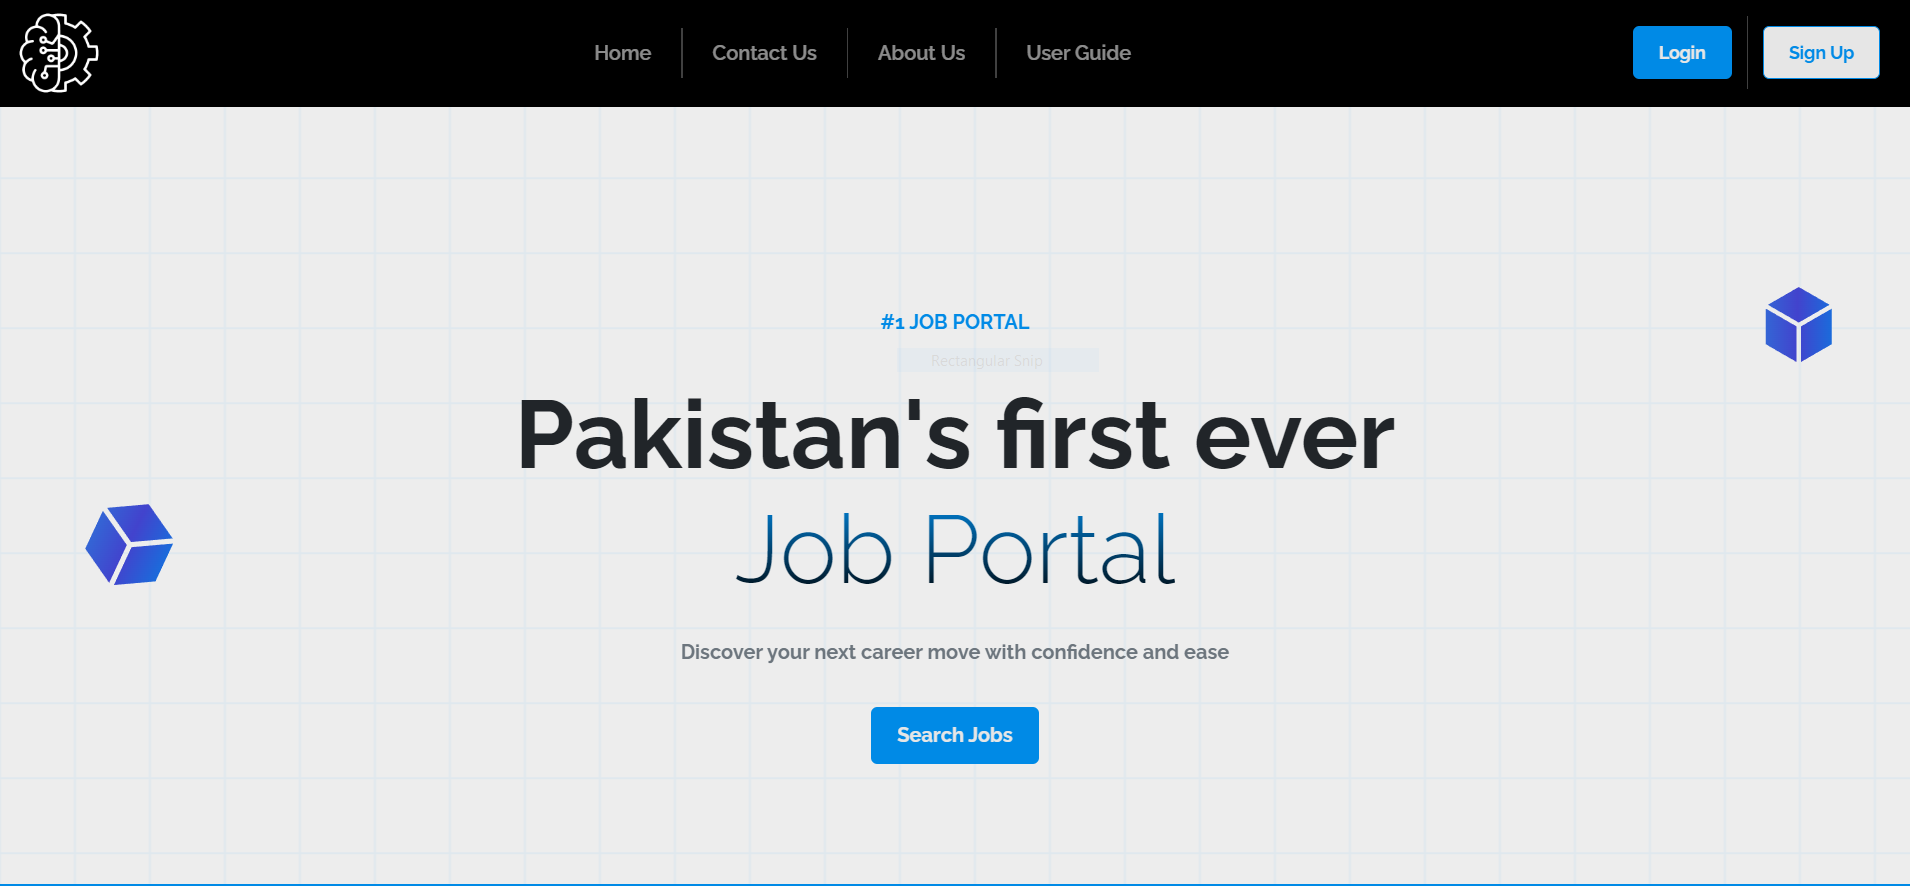 Home
Contact Us
About Us
User Guide
Login
Sign Up
#1 JOB PORTAL
Rectangular Snip
Pakistan's first ever
Job Portal
Discover your next career move with confidence and ease
Search Jobs